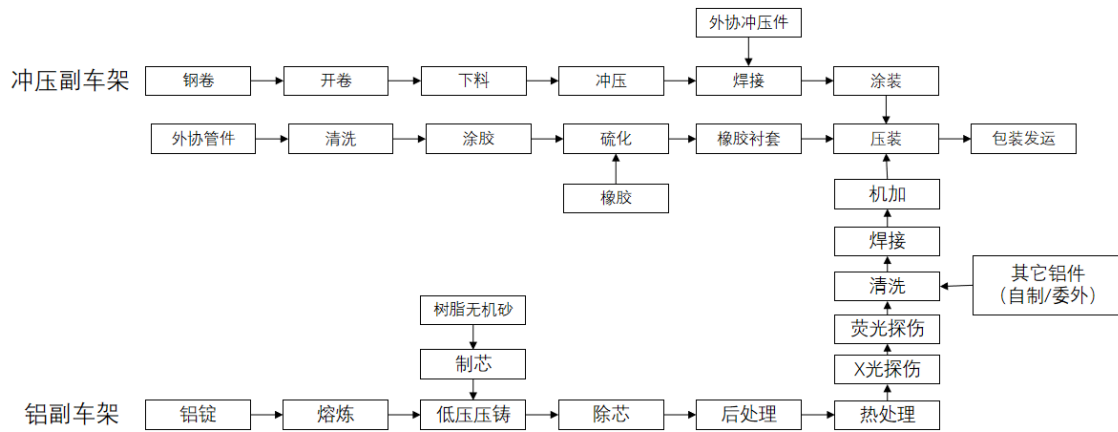 外协冲压件
冲压副车架
钢卷
开卷
下料
冲压
焊接
涂装
外协管件
清洗
涂胶
硫化
橡胶衬套
压装
包装发运
橡胶
机加
焊接
清洗
其它铝件
（自制/委外）
树脂无机砂
荧光探伤
制芯
X光探伤
铝副车架
铝锭
熔炼
低压压铸
除芯
后处理
热处理